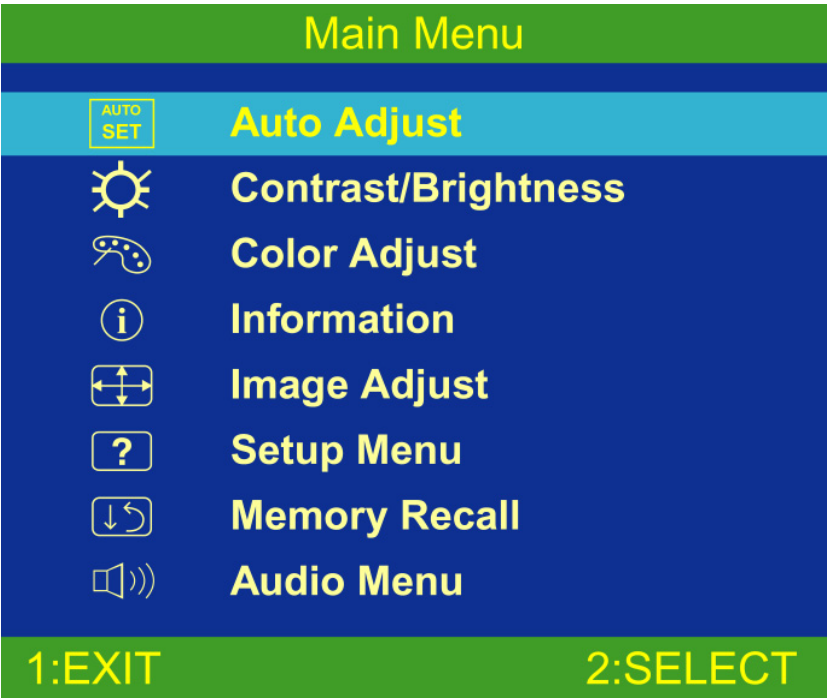 Main Menu
AUTO
SET
Auto Adjust
Contrast/Brightness
Color Adjust
i
Information
Image Adjust
?
Setup Menu
Memory Recall
Audio Menu
1:EXIT
2:SELECT